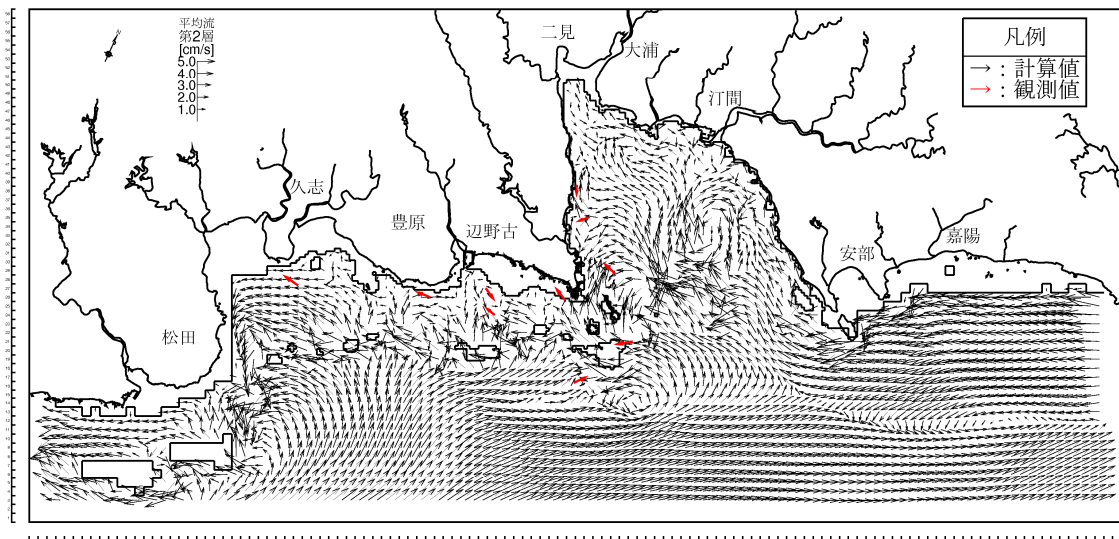 平均流
第2層
[cm/s]
5.0
4.0
3.0
2.0
1.0
凡例
→ : 計算値
→ : 観測値
二見
大浦
汀間
久志
豊原
辺野古
安部
嘉陽
松田